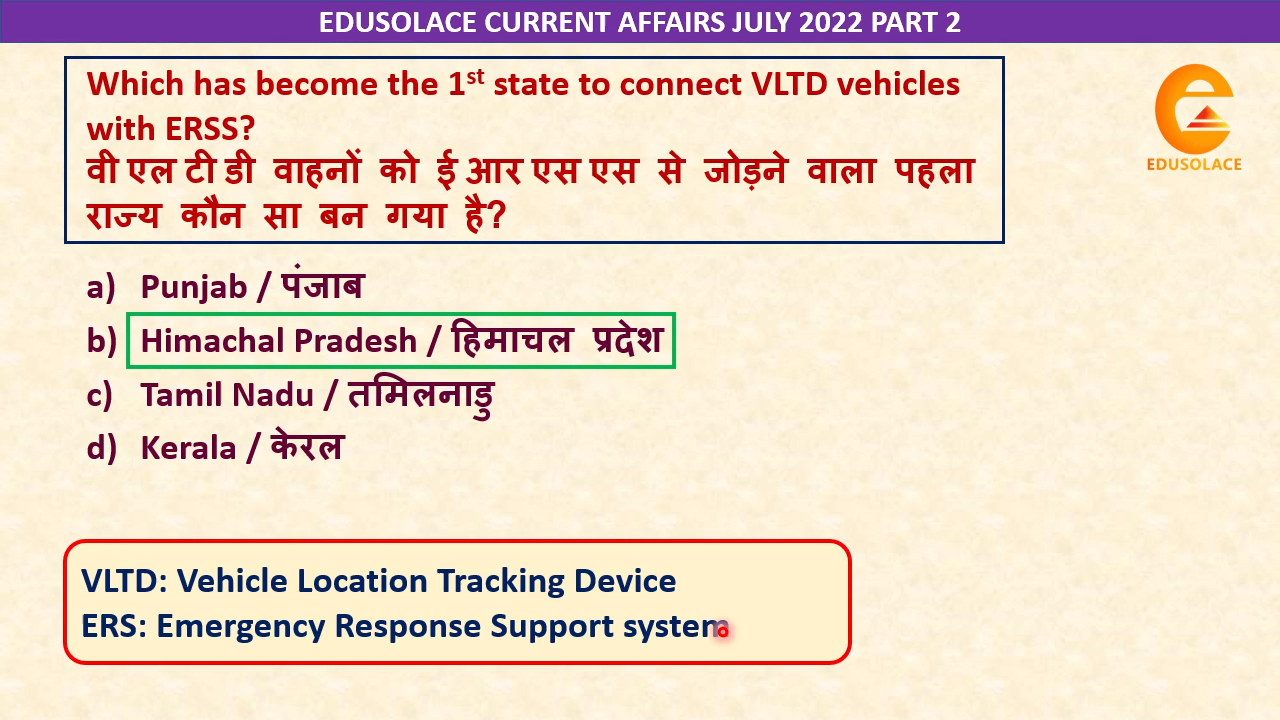 EDUSOLACE CURRENT AFFAIRS JULY 2022 PART 2
Which has become the 1st state to connect VLTD vehicles
with ERSS?
वी एल टी डी वाहनों को ई आर एस एस से जोड़ने वाला पहला
राज्य कौन सा बन गया है?
EDUSOLACE
a) Punjab / पंजाब
b) Himachal Pradesh / हिमाचल प्रदेश
c) Tamil Nadu / तमिलनाडु
d) Kerala / केरल
VLTD: Vehicle Location Tracking Device
ERS: Emergency Response Support system